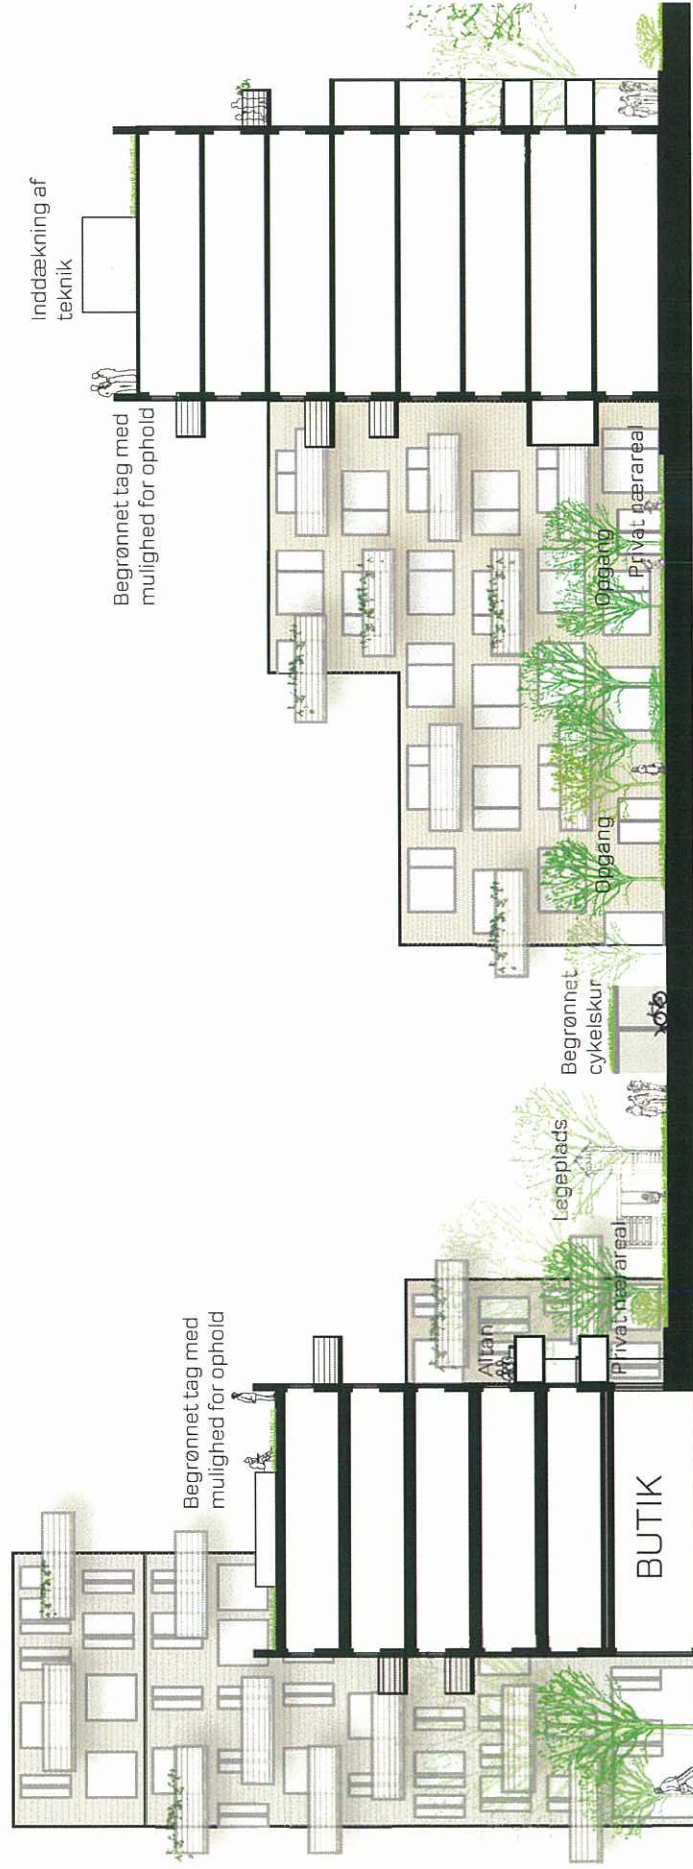 Begrønnet tag med
mulighed for ophold
BUTIK
Altan
Privat nærareal
Legeplads
Begrønnet
cykelskur
Opgang
Begrønnet tag med
mulighed for ophold
Inddækning af
teknik
Opgang
Privat nærareal